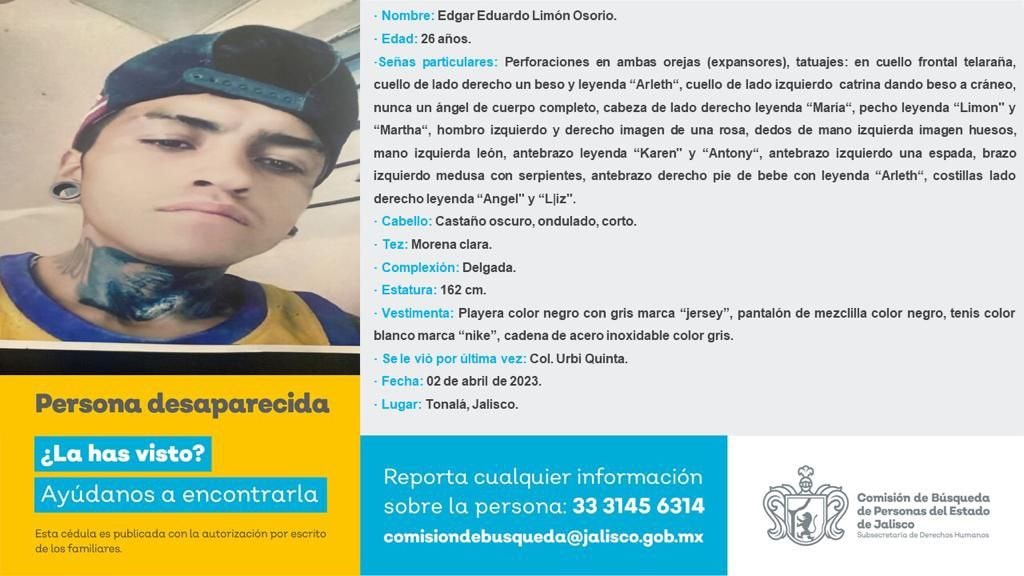 · Nombre: Edgar Eduardo Limón Osorio.
· Edad: 26 años.
·Señas particulares: Perforaciones en ambas orejas (expansores), tatuajes: en cuello frontal telaraña,
cuello de lado derecho un beso y leyenda “Arleth“, cuello de lado izquierdo catrina dando beso a cráneo,
nunca un ángel de cuerpo completo, cabeza de lado derecho leyenda “María“, pecho leyenda “Limon" y
“Martha“, hombro izquierdo y derecho imagen de una rosa, dedos de mano izquierda imagen huesos,
mano izquierda león, antebrazo leyenda “Karen" y “Antony“, antebrazo izquierdo una espada, brazo
izquierdo medusa con serpientes, antebrazo derecho pie de bebe con leyenda “Arleth“, costillas lado
derecho leyenda “Angel" y “L|iz".
· Cabello: Castaño oscuro, ondulado, corto.
· Tez: Morena clara.
· Complexión: Delgada.
· Estatura: 162 cm.
· Vestimenta: Playera color negro con gris marca “jersey”, pantalón de mezclilla color negro, tenis color
blanco marca “nike”, cadena de acero inoxidable color gris.
· Se le vió por última vez: Col. Urbi Quinta.
· Fecha: 02 de abril de 2023.
· Lugar: Tonalá, Jalisco.
Persona desaparecida
¿La has visto?
Ayúdanos a encontrarla
Esta cédula es publicada con la autorización por escrito
de los familiares.
Reporta cualquier información
sobre la persona: 33 3145 6314
comisiondebusqueda@jalisco.gob.mx
Comisión de Búsqueda
de Personas del Estado
de Jalisco
Subsecretaría de Derechos Humanos